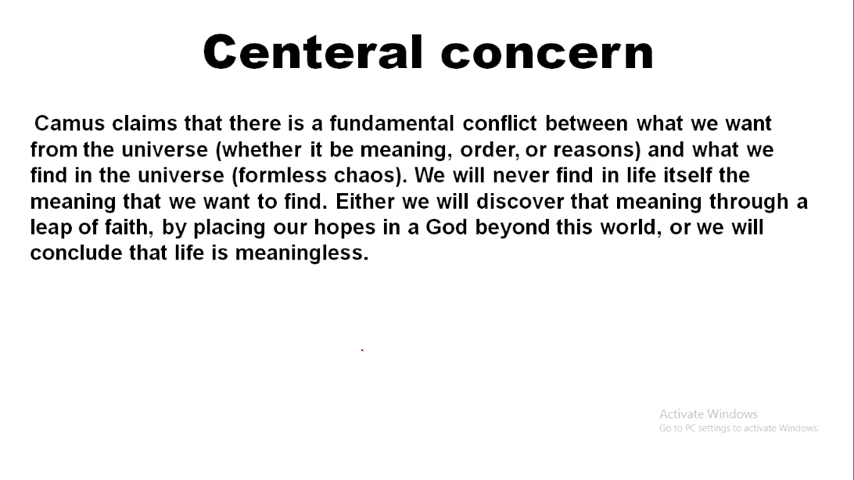 Centeral concern
Camus claims that there is a fundamental conflict between what we want
from the universe (whether it be meaning, order, or reasons) and what we
find in the universe (formless chaos). We will never find in life itself the
meaning that we want to find. Either we will discover that meaning through a
leap of faith, by placing our hopes in a God beyond this world, or we will
conclude that life is meaningless.
Activate Windows
Go to PC settings to activate Windows.